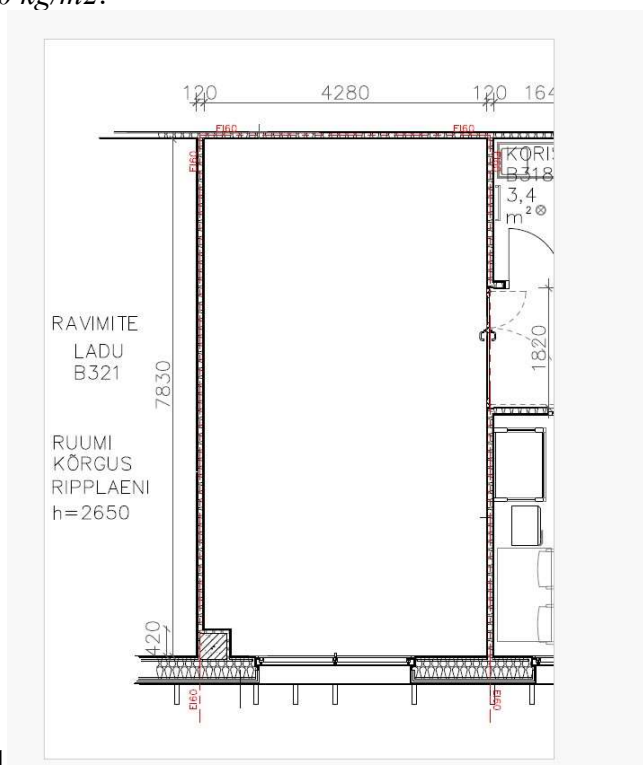 kg/m2.
120 4280 120 164
EI60 EI60
EI60 EI60
KORIS
B318
3,4
m²
RAVIMITE
LADU
B321
7830
1820
RUUMI
KÕRGUS
RIPPLAENI
h=2650
420
EI60 EI60